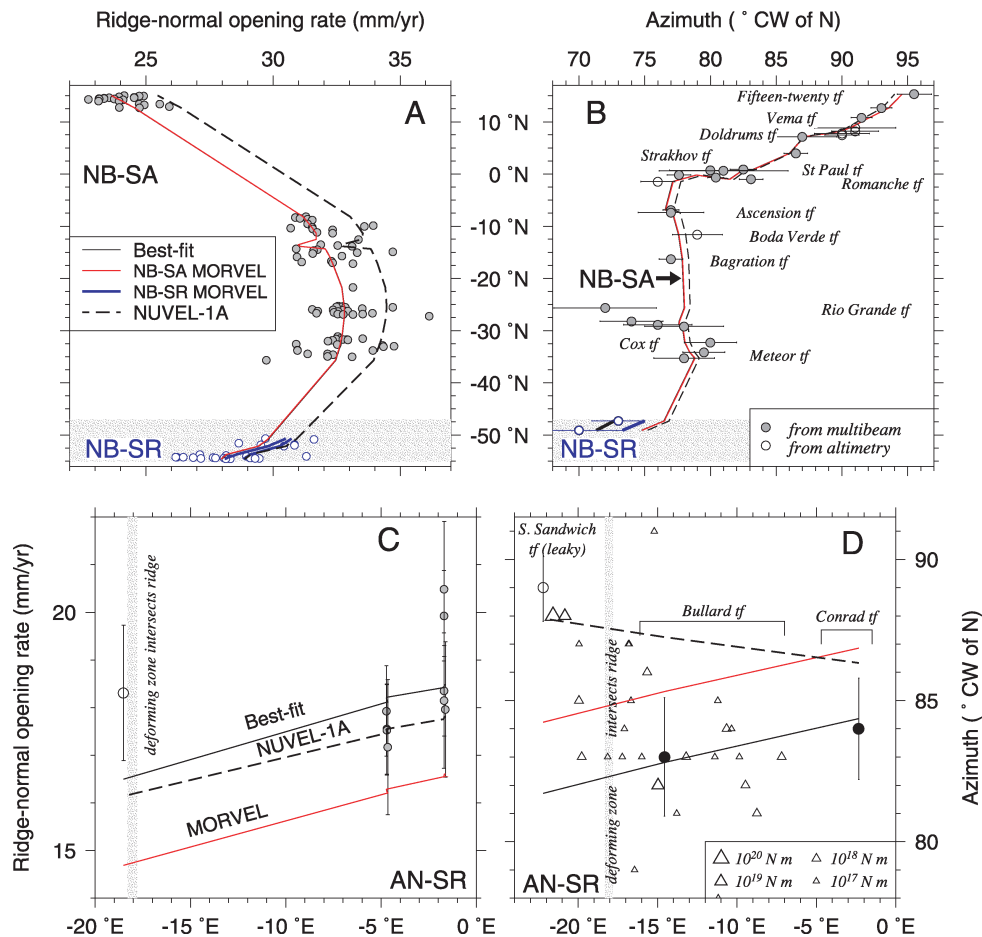 Ridge-normal opening rate (mm/yr)
Azimuth ( ° CW of N)
25 30 35
70 75 80 85 90 95
A
B
10 ˚N
0 ˚N
-10 ˚N
-20 ˚N
-30 ˚N
-40 ˚N
-50 ˚N
NB-SA
Best-fit
NB-SA MORVEL
NB-SR MORVEL
NUVEL-1A
NB-SR
Fifteen-twenty tf
Vema tf
Doldrums tf
Strakhov tf
St Paul tf
Romanche tf
Ascension tf
Boda Verde tf
Bagration tf
NB-SA
Rio Grande tf
Cox tf
Meteor tf
NB-SR
from multibeam
from altimetry
Ridge-normal opening rate (mm/yr)
20
15
C
deforming zone intersects ridge
Best-fit
NUVEL-1A
MORVEL
AN-SR
-20 ˚E -15 ˚E -10 ˚E -5 ˚E 0 ˚E
S. Sandwich
tf (leaky)
D
Bullard tf
Conrad tf
deforming zone intersects ridge
10²⁰ N m
10¹⁸ N m
10¹⁹ N m
10¹⁷ N m
AN-SR
90
85
80
Azimuth ( ° CW of N)
-20 ˚E -15 ˚E -10 ˚E -5 ˚E 0 ˚E